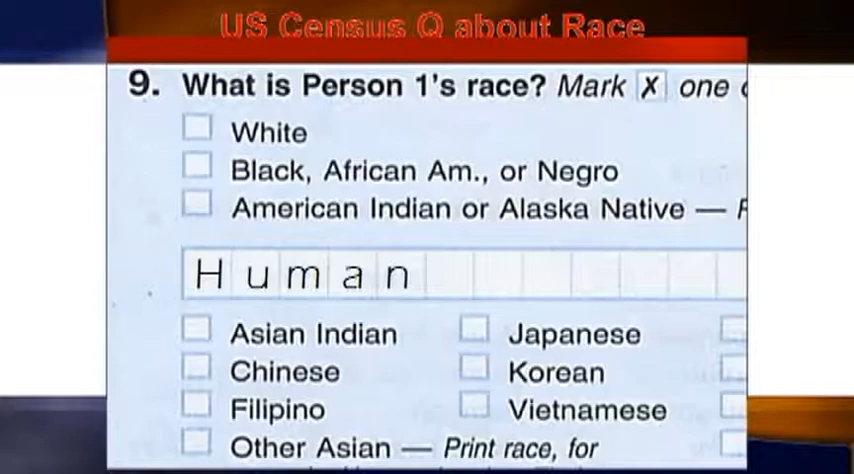 US Census Q about Race
9. What is Person 1's race? Mark X one
White
Black, African Am., or Negro
American Indian or Alaska Native —
Human
Asian Indian Japanese
Chinese Korean
Filipino Vietnamese
Other Asian — Print race, for